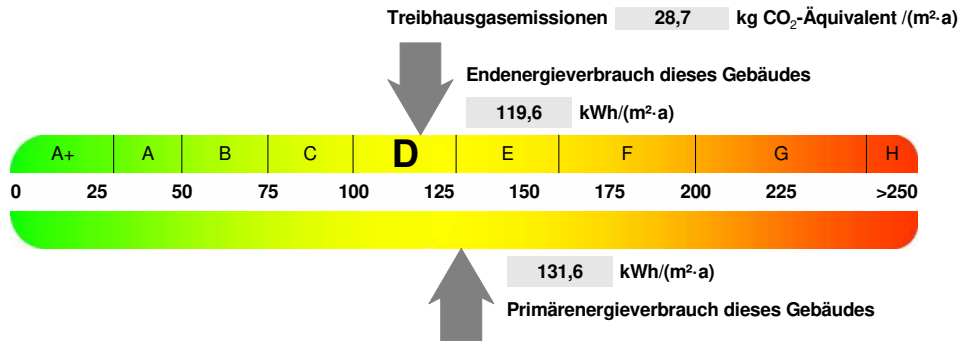 Treibhausgasemissionen 28,7 kg CO₂-Äquivalent /(m²·a)
Endenergieverbrauch dieses Gebäudes
119,6 kWh/(m²·a)
A+ A B C D E F G H
0 25 50 75 100 125 150 175 200 225 >250
131,6 kWh/(m²·a)
Primärenergieverbrauch dieses Gebäudes